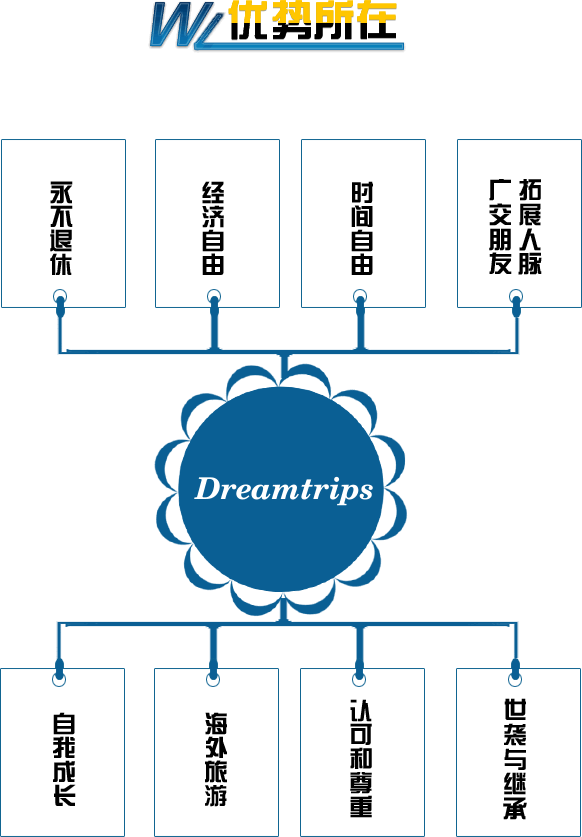 WL 优势所在
永不退休
经济自由
时间自由
拓展人脉
广交朋友
Dreamtrips
自我成长
海外旅游
认可和尊重
世袭与继承